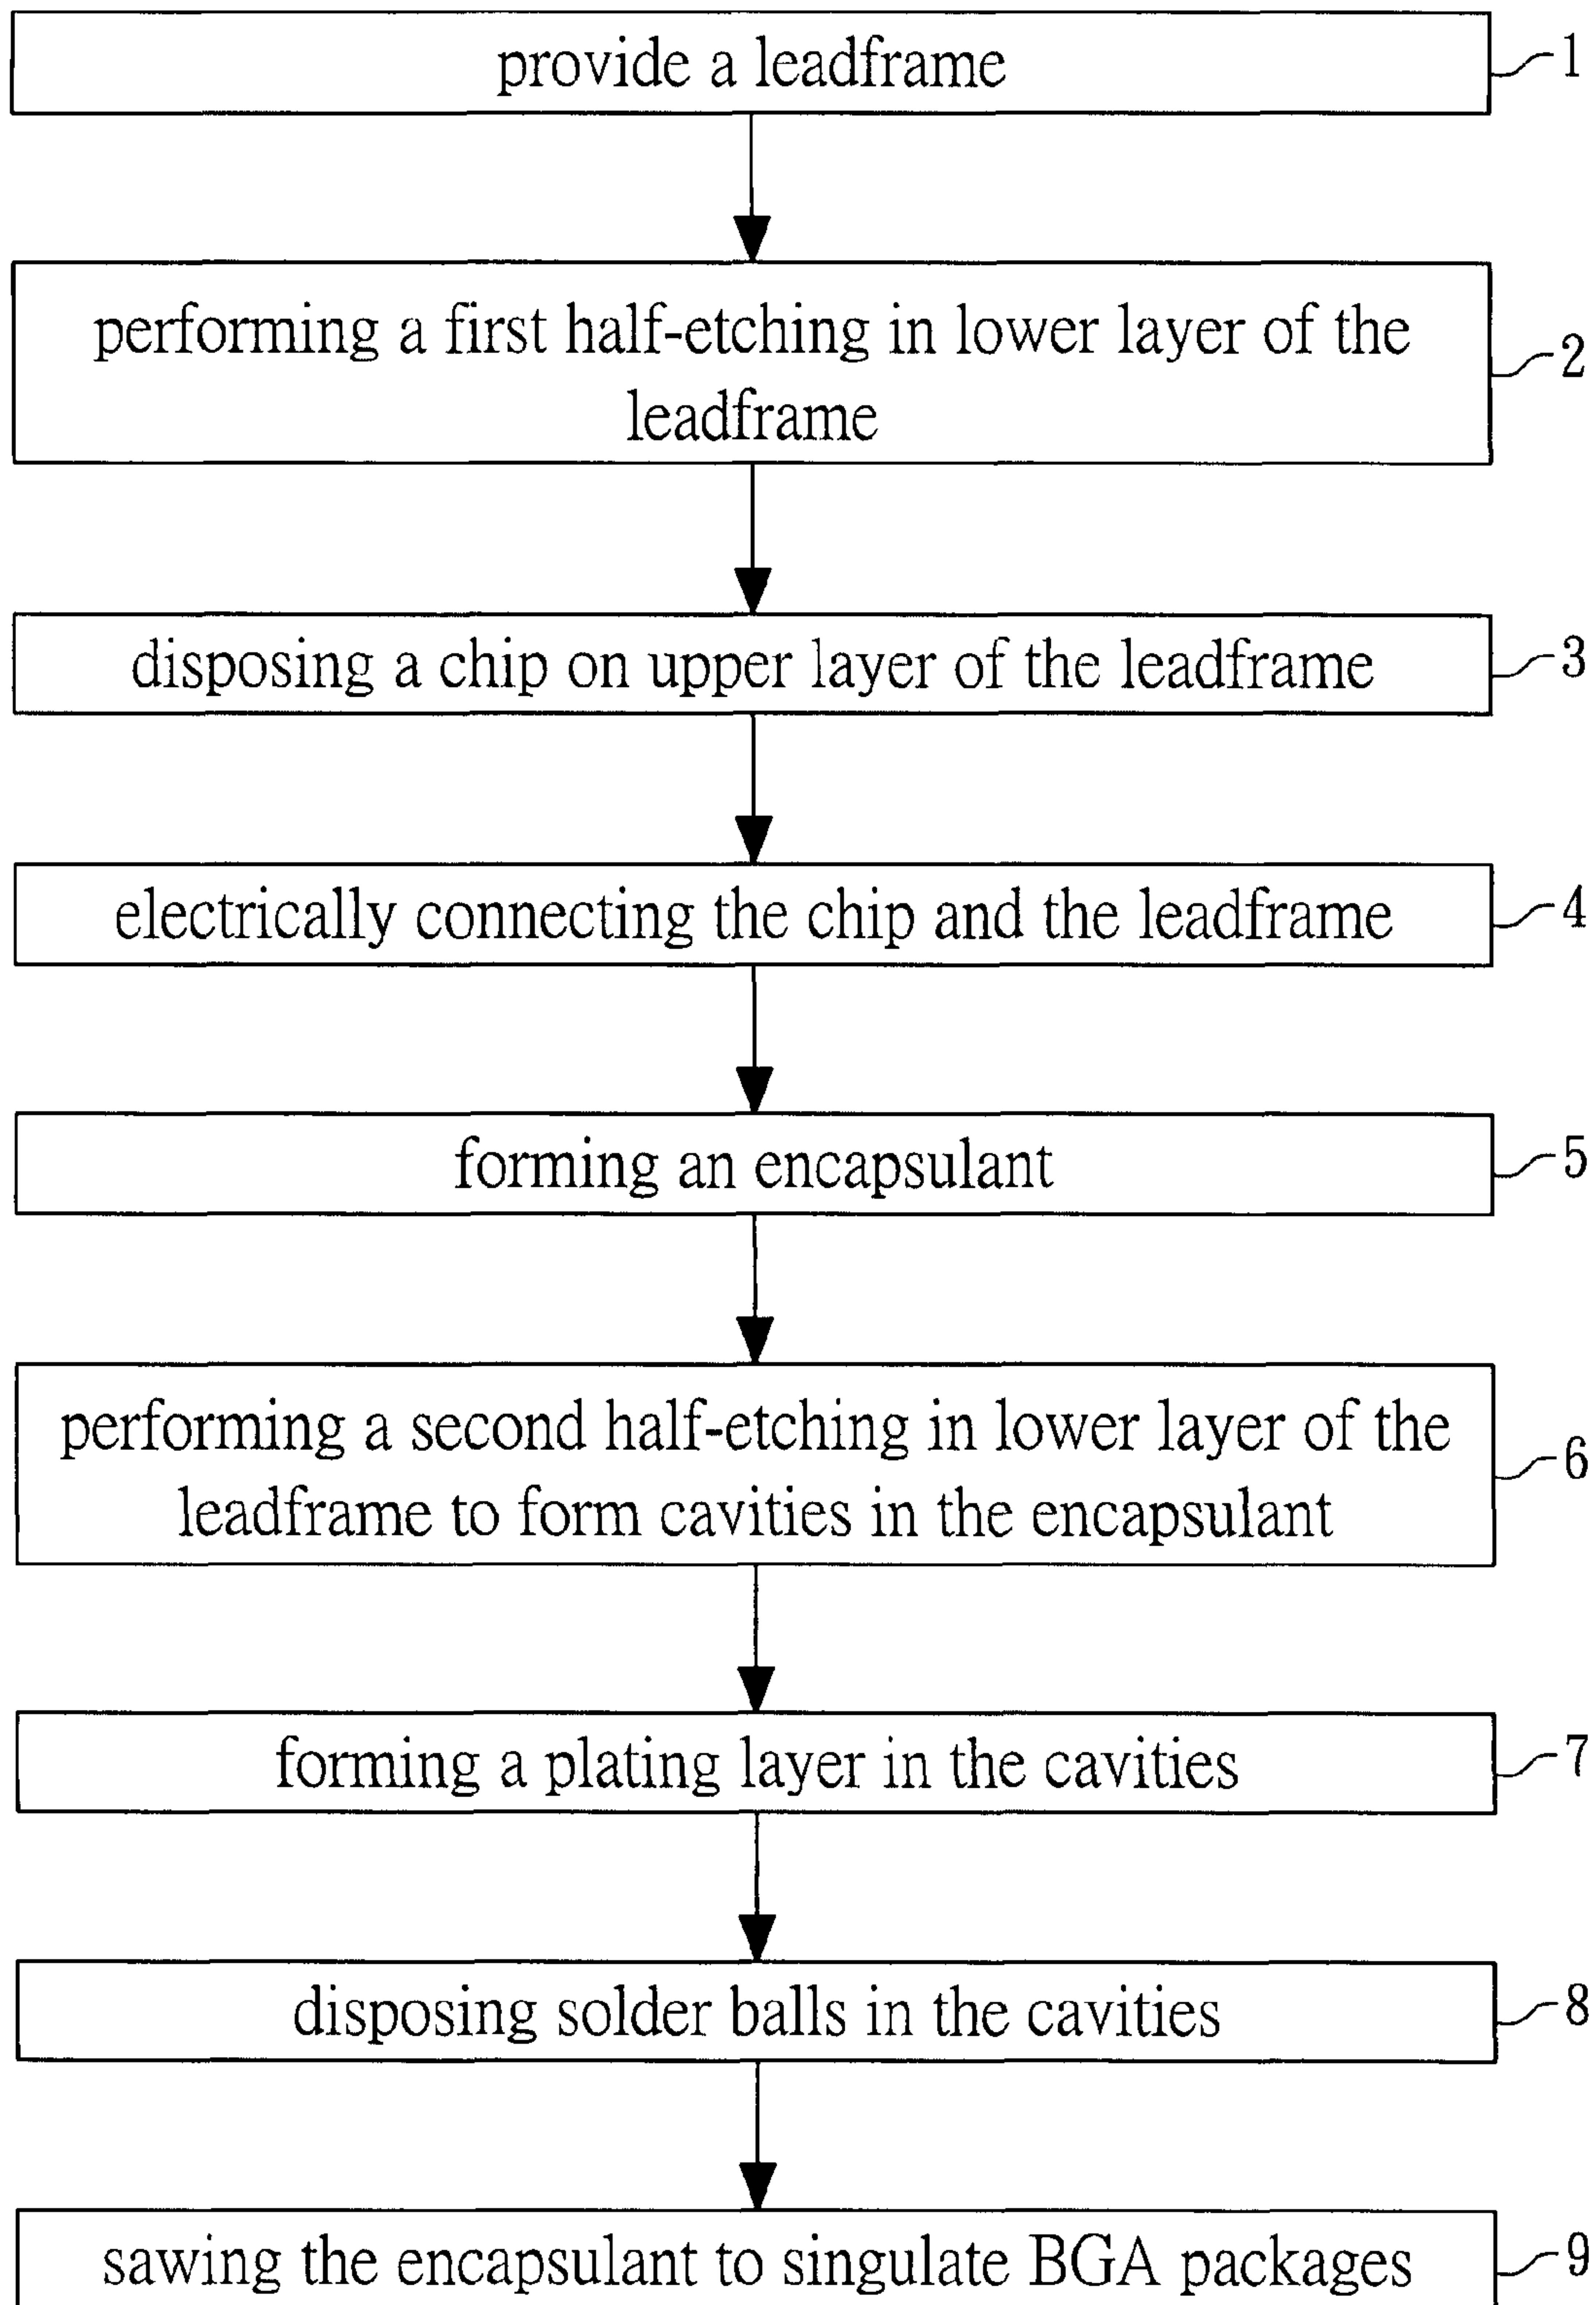 provide a leadframe
1
performing a first half-etching in lower layer of the
leadframe
2
disposing a chip on upper layer of the leadframe
3
electrically connecting the chip and the leadframe
4
forming an encapsulant
5
performing a second half-etching in lower layer of the
leadframe to form cavities in the encapsulant
6
forming a plating layer in the cavities
7
disposing solder balls in the cavities
8
sawing the encapsulant to singulate BGA packages
9